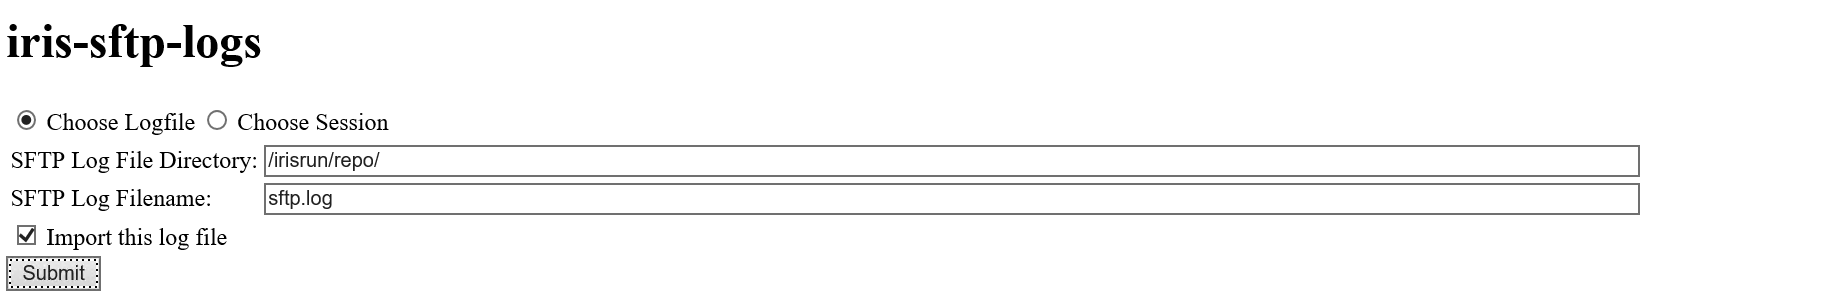 iris-sftp-logs
Choose Logfile Choose Session
SFTP Log File Directory: /irisrun/repo/
SFTP Log Filename: sftp.log
Import this log file
Submit